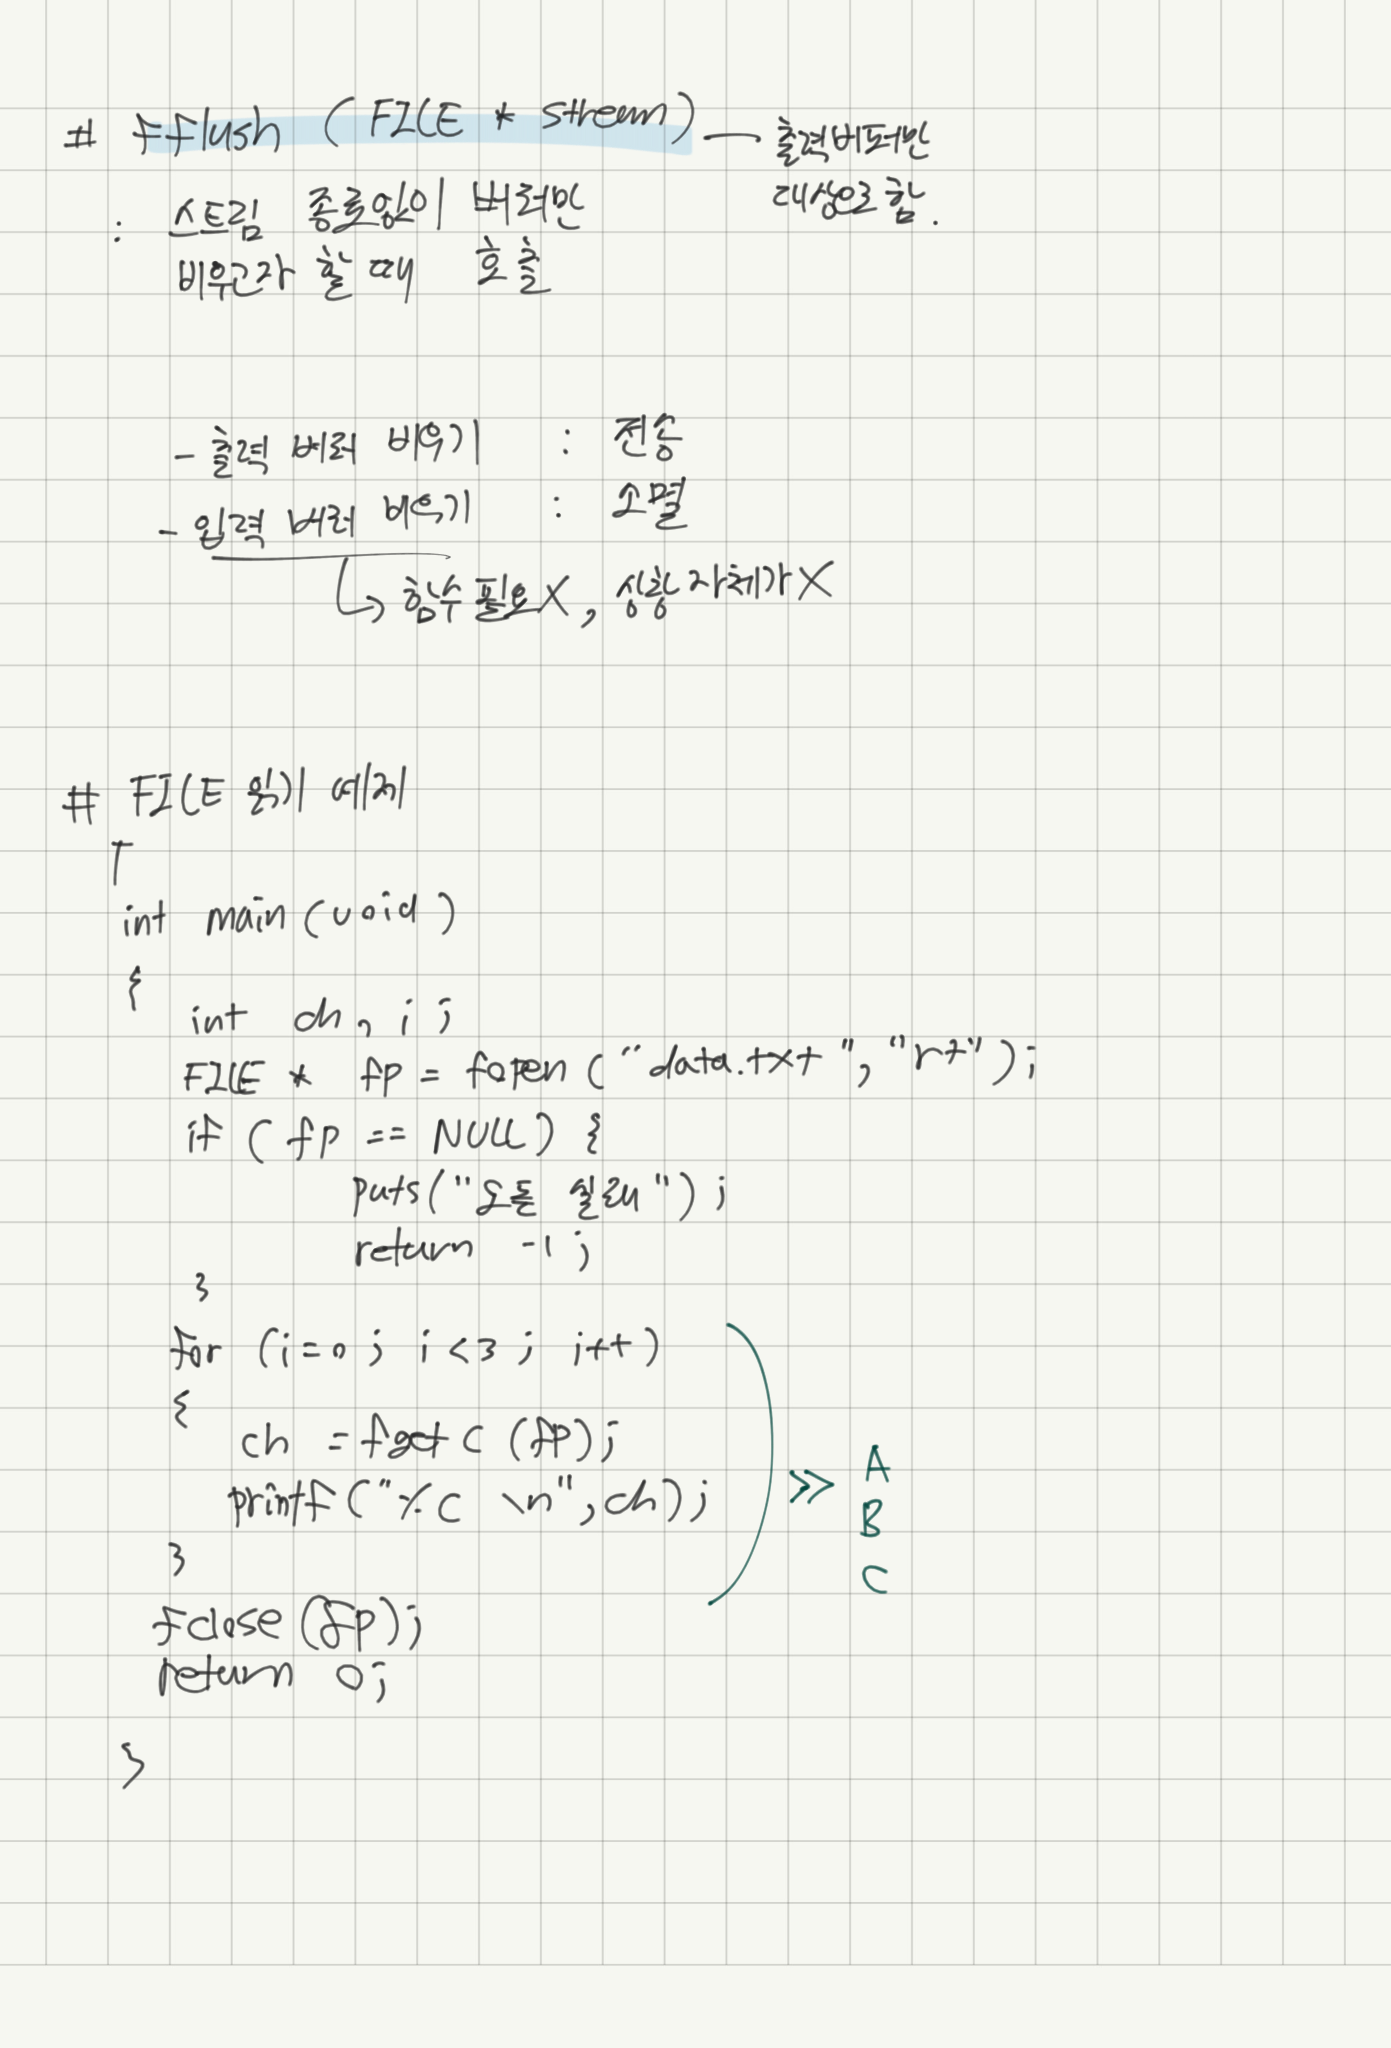 # fflush (FILE * stream) — 출력버퍼만
대상으로 함.
: 스트림 종료없이 버퍼만
비우고자 할 때 호출
- 출력 버퍼 비우기 : 전송
- 입력 버퍼 비우기 : 소멸
↳ 함수 필요X, 상황 자체가 X
# FILE 읽기 예제
int main(void)
{
int ch, i;
FILE * fp = fopen("data.txt", "rt");
if (fp == NULL) {
puts("오픈 실패");
return -1;
}
for (i=0; i<3; i++)
{
ch = fgetc(fp);
printf("%c \n", ch);
}
>> A
B
C
fclose(fp);
return 0;
}